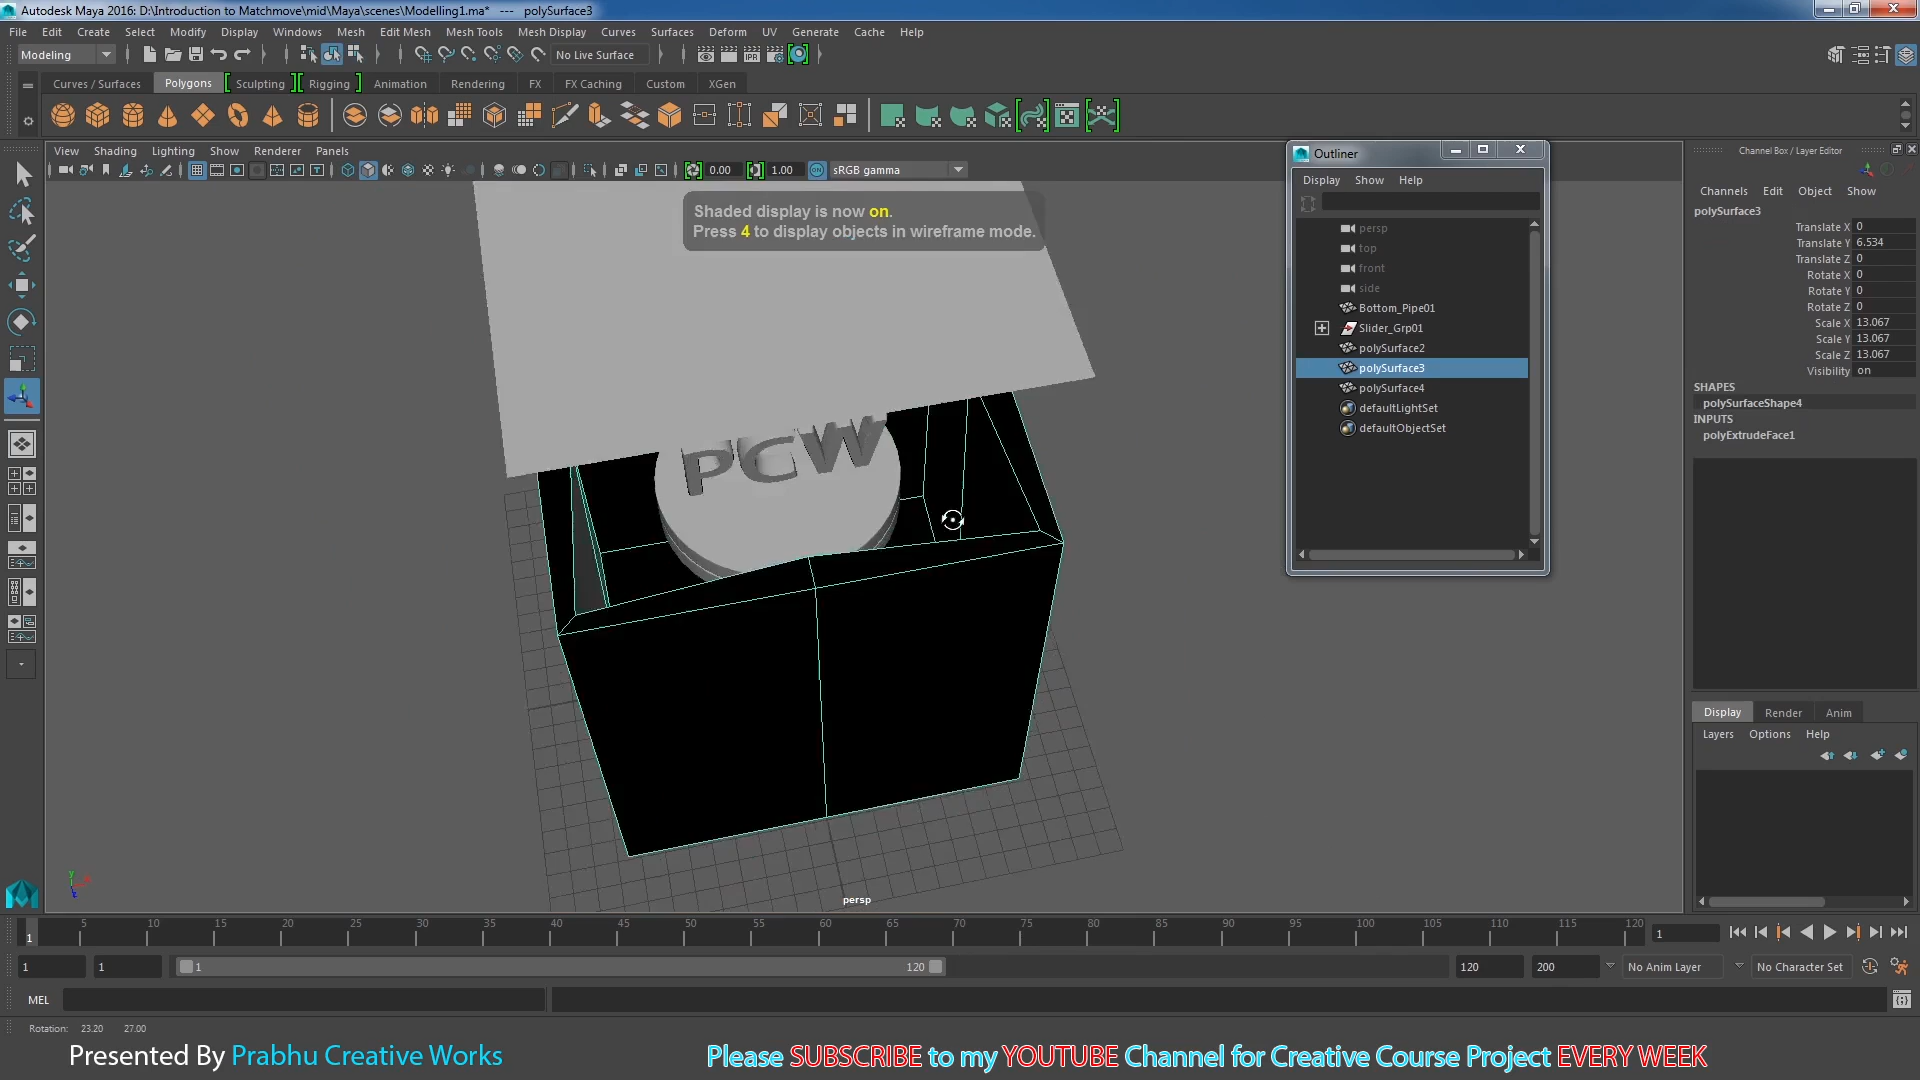 Autodesk Maya 2016: D:\Introduction to Matchmove\mid\Maya\scenes\Modelling1.ma* --- polySurface3
File Edit Create Select Modify Display Windows Mesh Edit Mesh Mesh Tools Mesh Display Curves Surfaces Deform UV Generate Cache Help
Modeling No Live Surface
Curves / Surfaces Polygons Sculpting Rigging Animation Rendering FX FX Caching Custom XGen
View Shading Lighting Show Renderer Panels
0.00 1.00 sRGB gamma
Shaded display is now on.
Press 4 to display objects in wireframe mode.
PCW
persp
Outliner
Display Show Help
persp
top
front
side
Bottom_Pipe01
Slider_Grp01
polySurface2
polySurface3
polySurface4
defaultLightSet
defaultObjectSet
Channel Box / Layer Editor
Channels Edit Object Show
polySurface3
Translate X 0
Translate Y 6.534
Translate Z 0
Rotate X 0
Rotate Y 0
Rotate Z 0
Scale X 13.067
Scale Y 13.067
Scale Z 13.067
Visibility on
SHAPES
polySurfaceShape4
INPUTS
polyExtrudeFace1
Display Render Anim
Layers Options Help
1 5 10 15 20 25 30 35 40 45 50 55 60 65 70 75 80 85 90 95 100 105 110 115 120 1
1 1 1 120 120 200 No Anim Layer No Character Set
MEL
Rotation: 23.20 27.00
Presented By Prabhu Creative Works
Please SUBSCRIBE to my YOUTUBE Channel for Creative Course Project EVERY WEEK